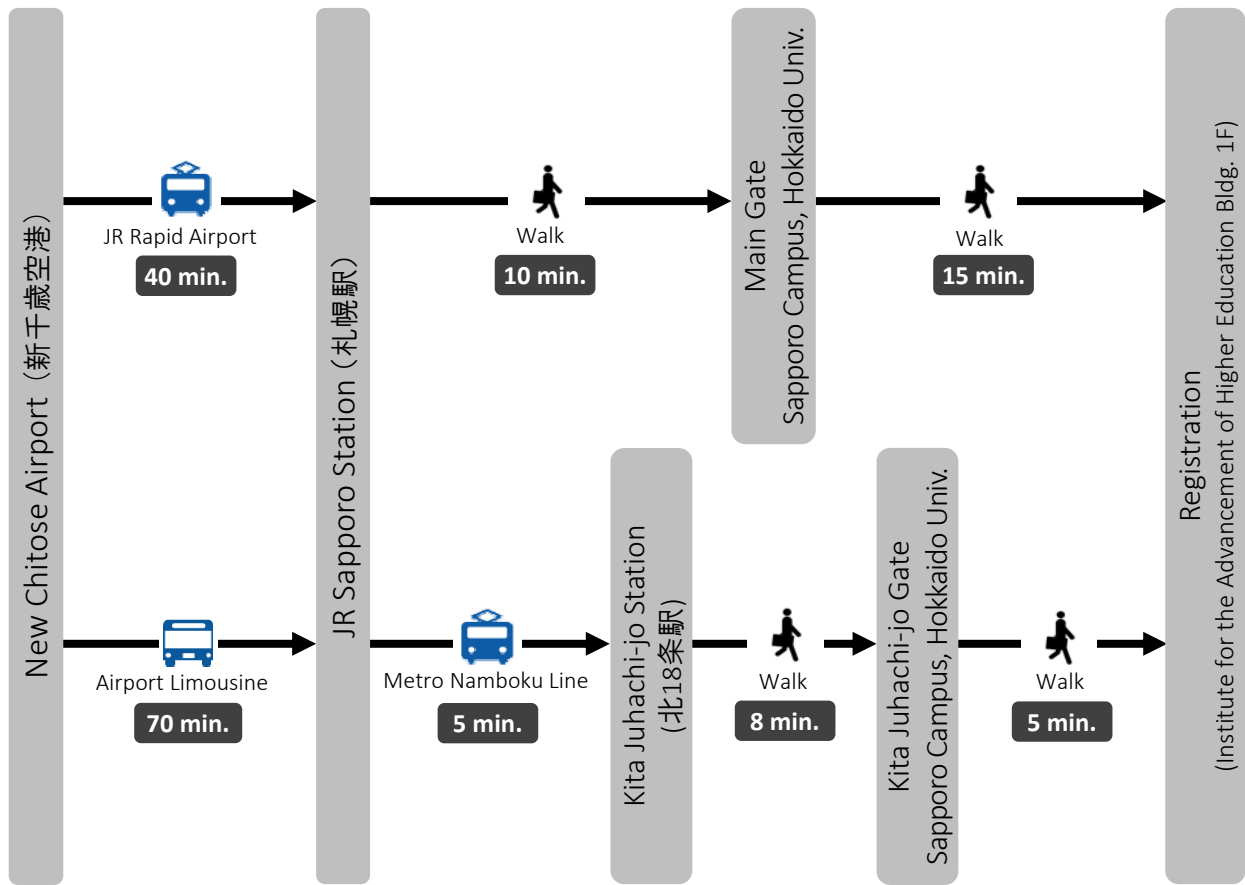 New Chitose Airport（新千歳空港）
JR Rapid Airport
40 min.
Airport Limousine
70 min.
JR Sapporo Station（札幌駅）
Walk
10 min.
Main Gate
Sapporo Campus, Hokkaido Univ.
Walk
15 min.
Metro Namboku Line
5 min.
Kita Juhachi-jo Station
(北18条駅)
Walk
8 min.
Kita Juhachi-jo Gate
Sapporo Campus, Hokkaido Univ.
Walk
5 min.
Registration
(Institute for the Advancement of Higher Education Bldg. 1F)